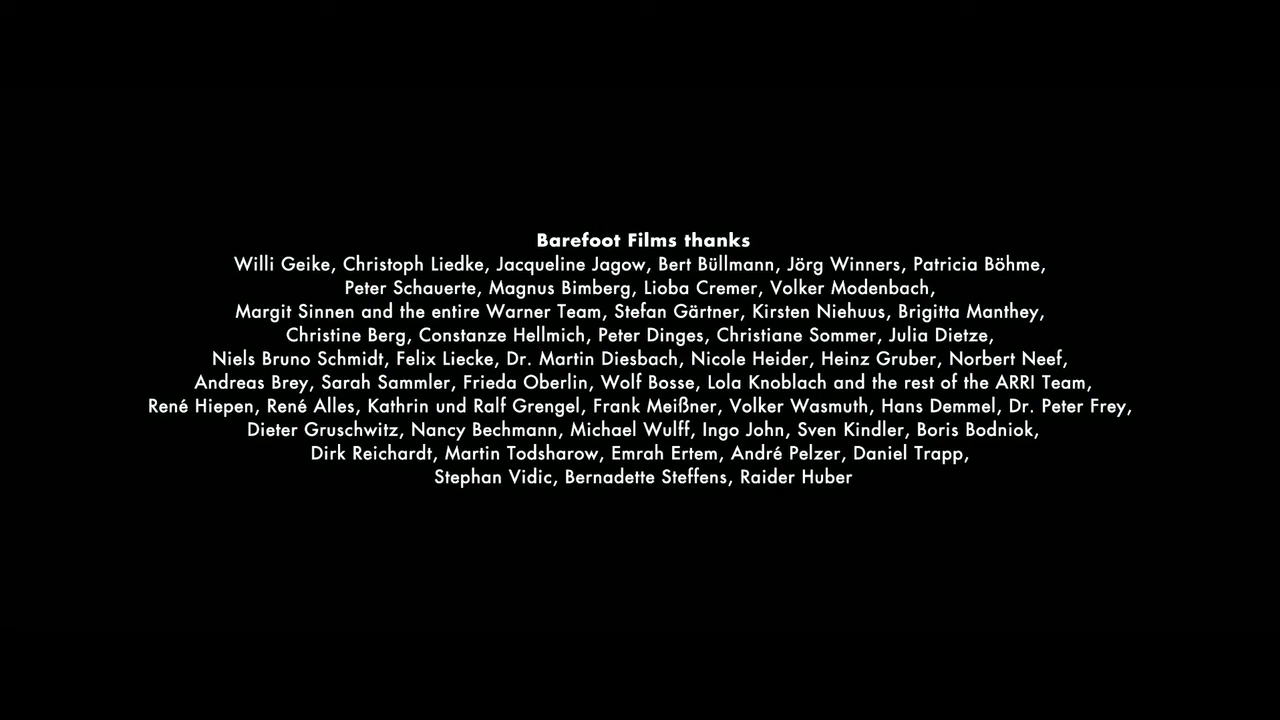 Barefoot Films thanks
Willi Geike, Christoph Liedke, Jacqueline Jagow, Bert Büllmann, Jörg Winners, Patricia Böhme,
Peter Schauerte, Magnus Bimberg, Lioba Cremer, Volker Modenbach,
Margit Sinnen and the entire Warner Team, Stefan Gärtner, Kirsten Niehuus, Brigitta Manthey,
Christine Berg, Constanze Hellmich, Peter Dinges, Christiane Sommer, Julia Dietze,
Niels Bruno Schmidt, Felix Liecke, Dr. Martin Diesbach, Nicole Heider, Heinz Gruber, Norbert Neef,
Andreas Brey, Sarah Sammler, Frieda Oberlin, Wolf Bosse, Lola Knoblach and the rest of the ARRI Team,
René Hiepen, René Alles, Kathrin und Ralf Grengel, Frank Meißner, Volker Wasmuth, Hans Demmel, Dr. Peter Frey,
Dieter Gruschwitz, Nancy Bechmann, Michael Wulff, Ingo John, Sven Kindler, Boris Bodniok,
Dirk Reichardt, Martin Todsharow, Emrah Ertem, André Pelzer, Daniel Trapp,
Stephan Vidic, Bernadette Steffens, Raider Huber